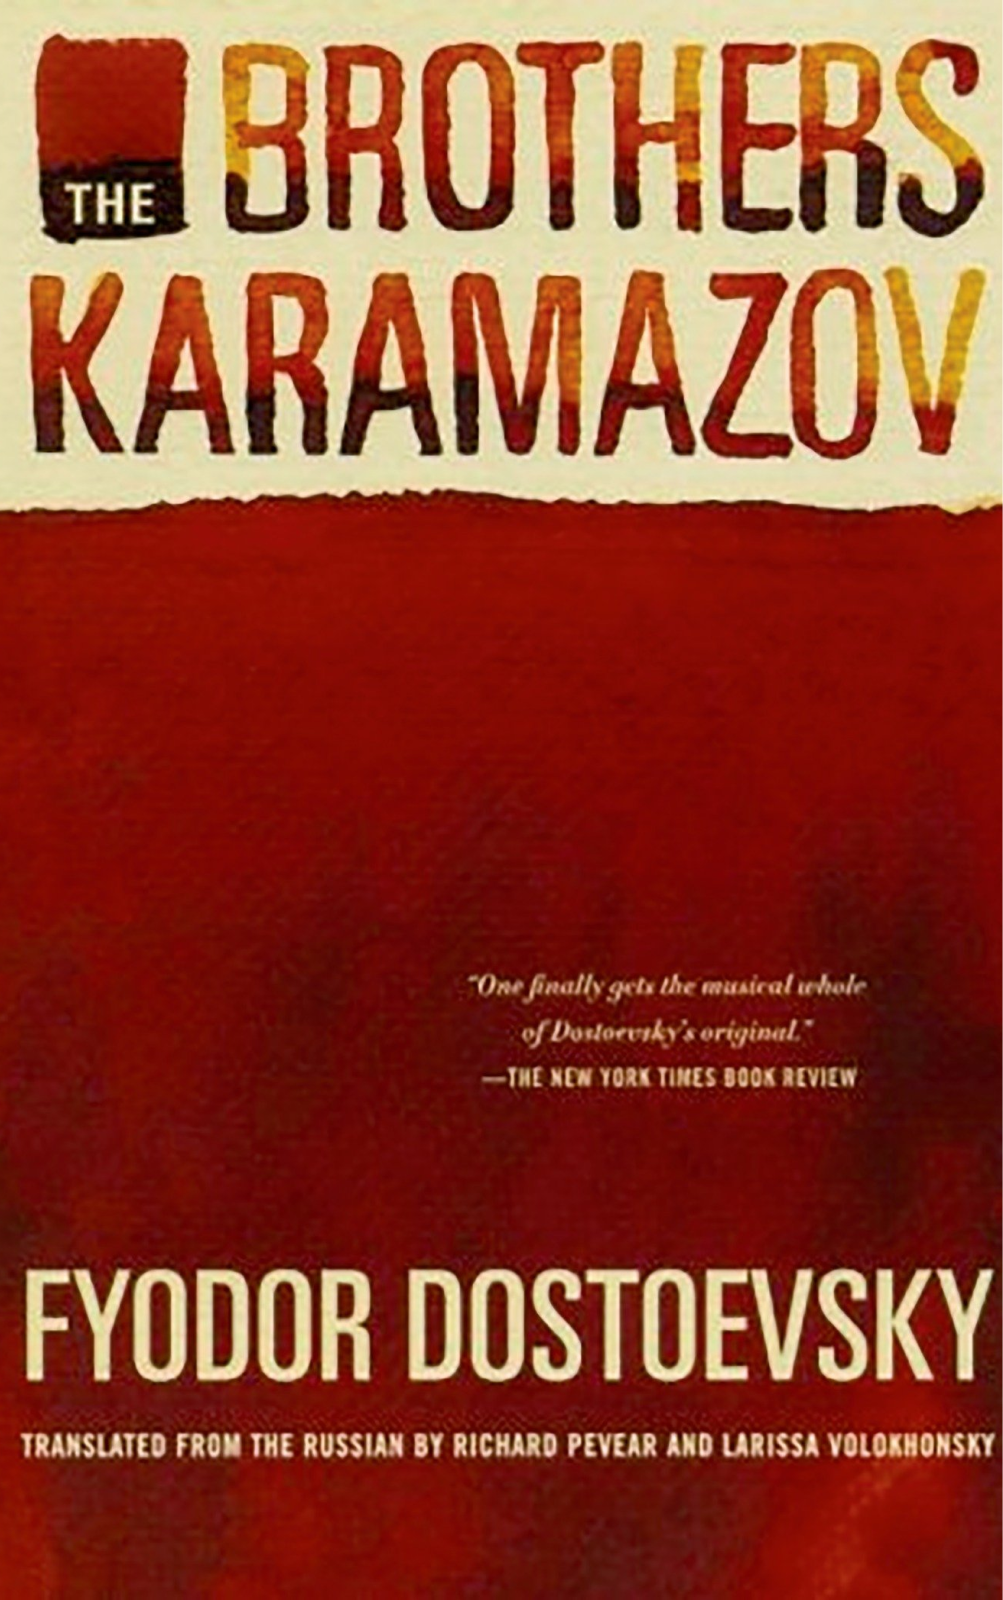 THE BROTHERS
KARAMAZOV
“One finally gets the musical whole
of Dostoevsky’s original.”
—THE NEW YORK TIMES BOOK REVIEW
FYODOR DOSTOEVSKY
TRANSLATED FROM THE RUSSIAN BY RICHARD PEVEAR AND LARISSA VOLOKHONSKY